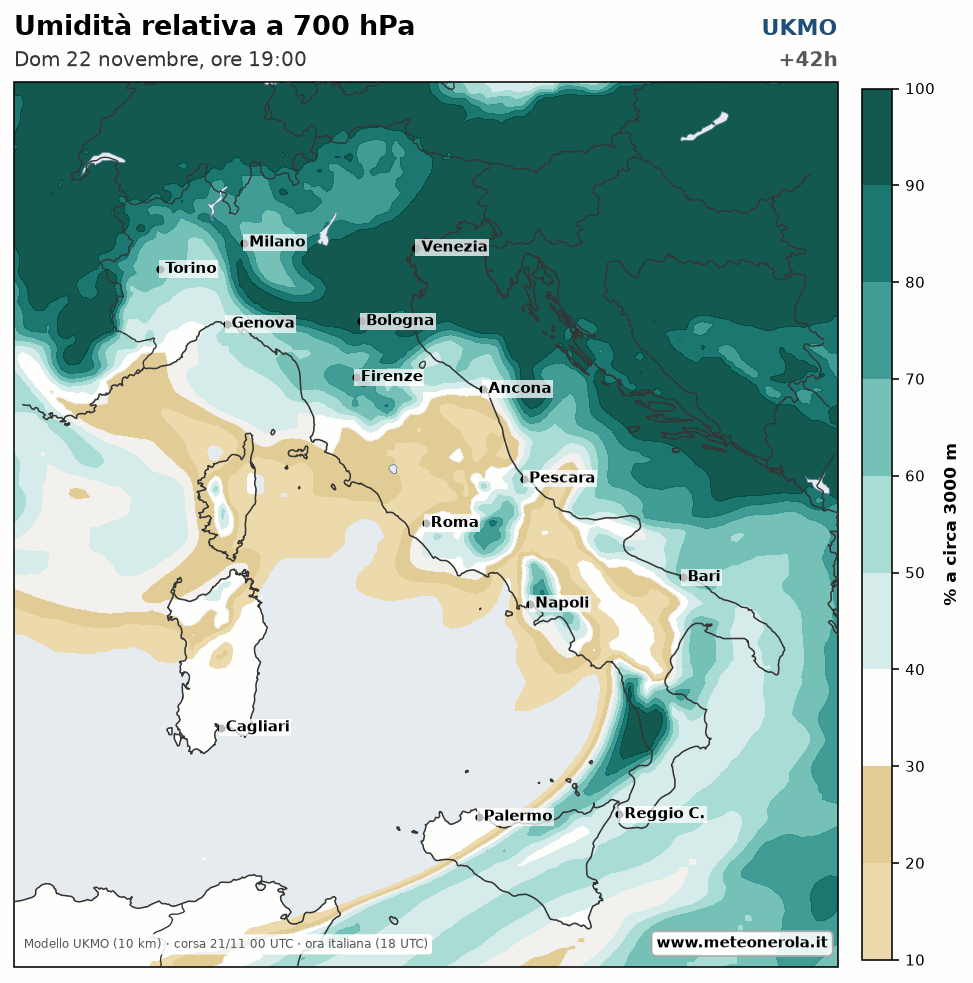 Umidità relativa a 700 hPa
UKMO
Dom 22 novembre, ore 19:00
+42h
100
90
80
70
60
50
40
30
20
10
% a circa 3000 m
Milano
Venezia
Torino
Genova
Bologna
Firenze
Ancona
Pescara
Roma
Bari
Napoli
Cagliari
Palermo
Reggio C.
Modello UKMO (10 km) · corsa 21/11 00 UTC · ora italiana (18 UTC)
www.meteonerola.it